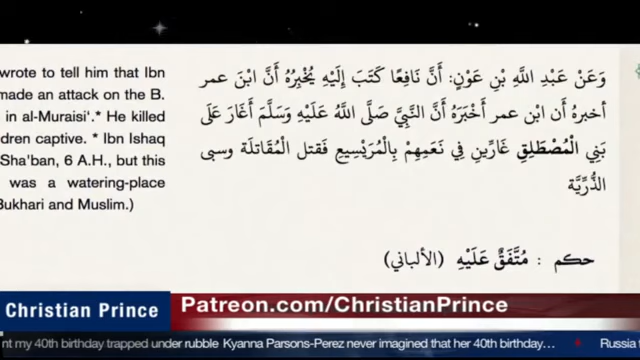 wrote to tell him that Ibn
made an attack on the B.
in al-Muraisi'.* He killed
dren captive. * Ibn Ishaq
Sha'ban, 6 A.H., but this
was a watering-place
Bukhari and Muslim.)
وَعَنْ عَبْدِ اللَّهِ بْنِ عَوْنٍ: أَنَّ نَافِعًا كَتَبَ إِلَيْهِ يُخْبِرُهُ أَنَّ ابْنَ عمر
أخبرهُ أَن ابن عمر أَخْبَرَهُ أَنَّ النَّبِيَّ صَلَّى اللَّهُ عَلَيْهِ وَسَلَّمَ أَغَارَ عَلَى
بَنِي الْمُصْطَلِقِ غَارِّينِ فِي نَعَمِهِمْ بِالْمُرَيْسِيعِ فَقتل الْمُقَاتلَة وسبى
الذُّرِّيَّة
حكم : مُتَّفَقٌ عَلَيْهِ (الألباني)
Christian Prince
Patreon.com/ChristianPrince
nt my 40th birthday trapped under rubble Kyanna Parsons-Perez never imagined that her 40th birthday… Russia